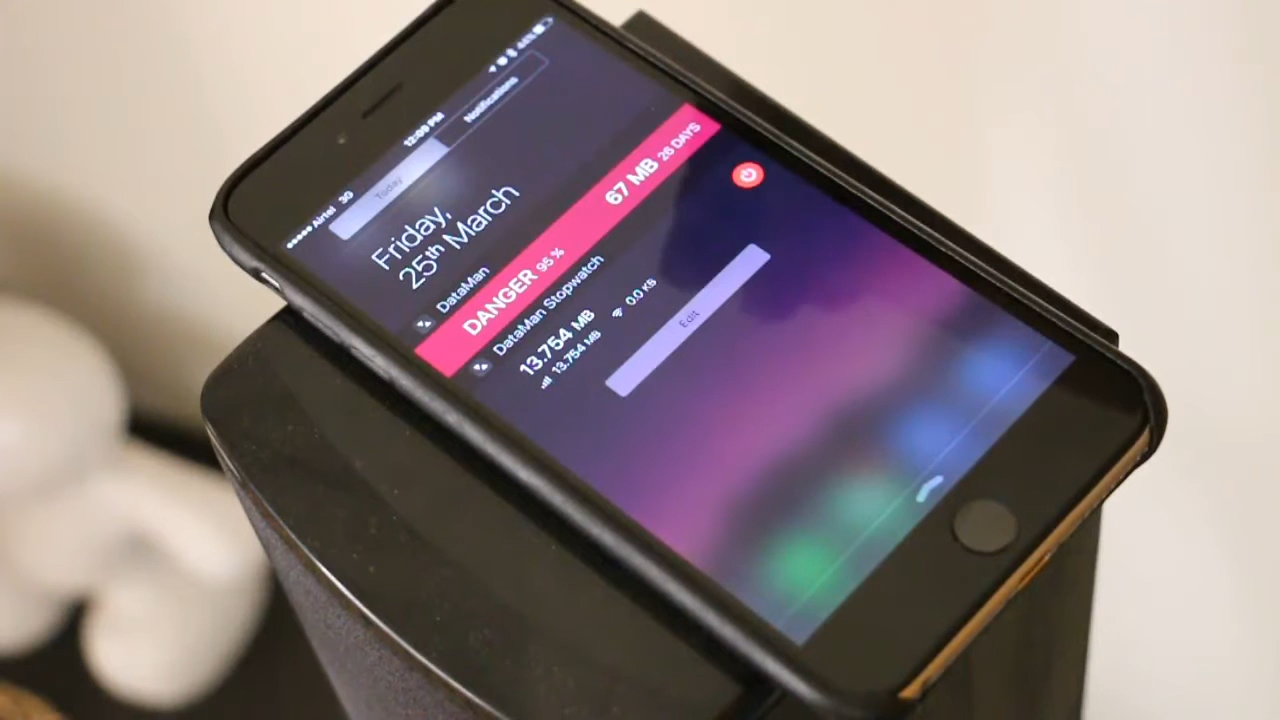 ●●●●● Airtel 3G 12:09 PM 44%
Today Notifications
Friday,
25th March
DataMan
DANGER 95 % 67 MB 26 DAYS
DataMan Stopwatch
13.754 MB
13.754 MB 0.0 KB
Edit